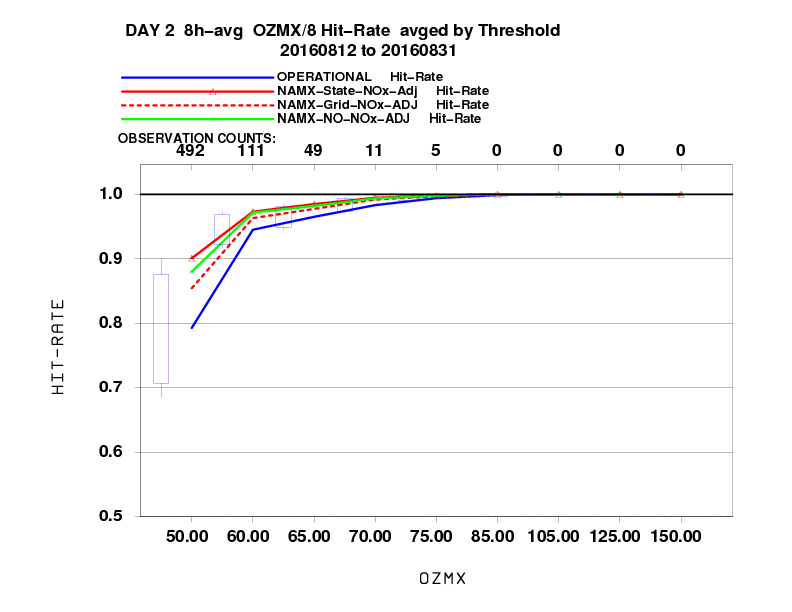 DAY 2 8h-avg OZMX/8 Hit-Rate avged by Threshold
20160812 to 20160831
OPERATIONAL Hit-Rate
NAMX-State-NOx-Adj Hit-Rate
NAMX-Grid-NOx-ADJ Hit-Rate
NAMX-NO-NOx-ADJ Hit-Rate
OBSERVATION COUNTS:
492 111 49 11 5 0 0 0 0
1.0
0.9
0.8
0.7
0.6
0.5
HIT-RATE
50.00 60.00 65.00 70.00 75.00 85.00 105.00 125.00 150.00
OZMX